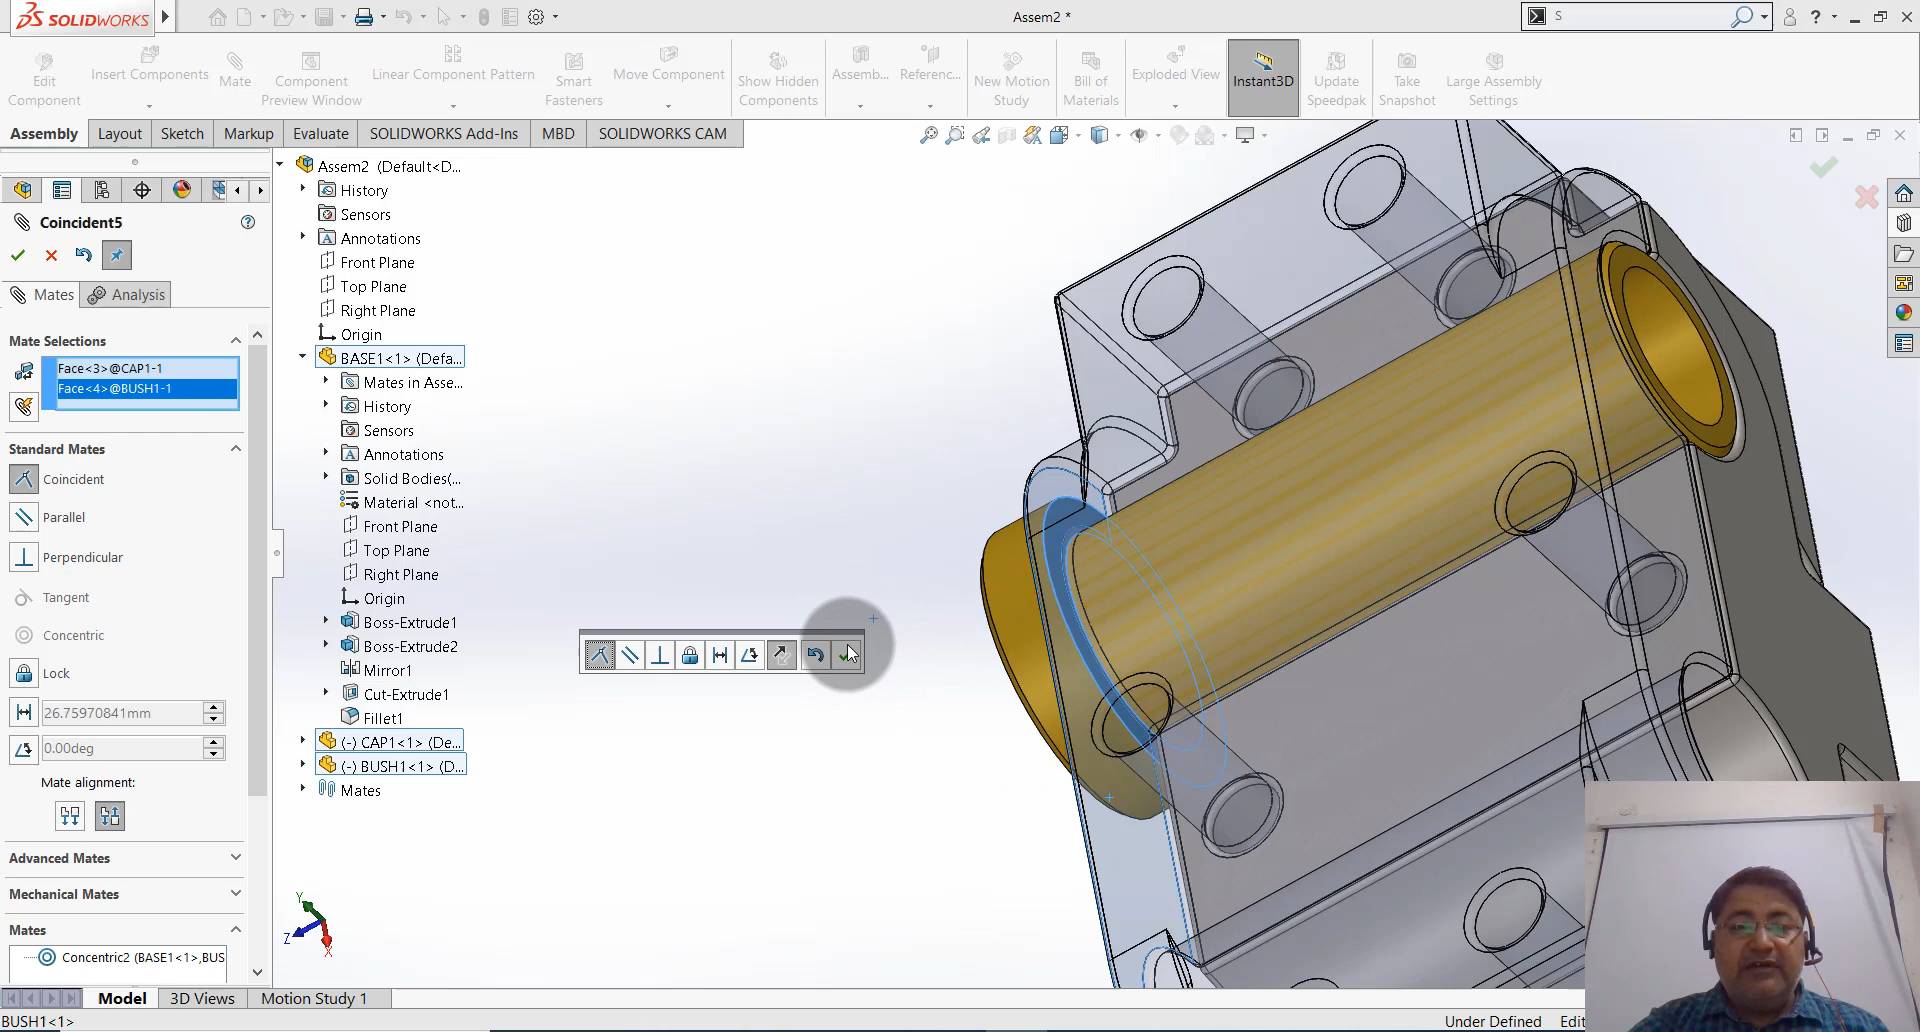 SOLIDWORKS
Assem2 *
S
Edit Component
Insert Components
Mate
Component Preview Window
Linear Component Pattern
Smart Fasteners
Move Component
Show Hidden Components
Assemb...
Referenc...
New Motion Study
Bill of Materials
Exploded View
Instant3D
Update Speedpak
Take Snapshot
Large Assembly Settings
Assembly
Layout
Sketch
Markup
Evaluate
SOLIDWORKS Add-Ins
MBD
SOLIDWORKS CAM
Coincident5
Mates
Analysis
Mate Selections
Face<3>@CAP1-1
Face<4>@BUSH1-1
Standard Mates
Coincident
Parallel
Perpendicular
Tangent
Concentric
Lock
26.75970841mm
0.00deg
Mate alignment:
Advanced Mates
Mechanical Mates
Mates
Concentric2 (BASE1<1>,BUS
Assem2 (Default<D...
History
Sensors
Annotations
Front Plane
Top Plane
Right Plane
Origin
BASE1<1> (Defa...
Mates in Asse...
History
Sensors
Annotations
Solid Bodies(...
Material <not...
Front Plane
Top Plane
Right Plane
Origin
Boss-Extrude1
Boss-Extrude2
Mirror1
Cut-Extrude1
Fillet1
(-) CAP1<1> (De...
(-) BUSH1<1> (D...
Mates
Y
Z
X
Model
3D Views
Motion Study 1
BUSH1<1>
Under Defined
Edit